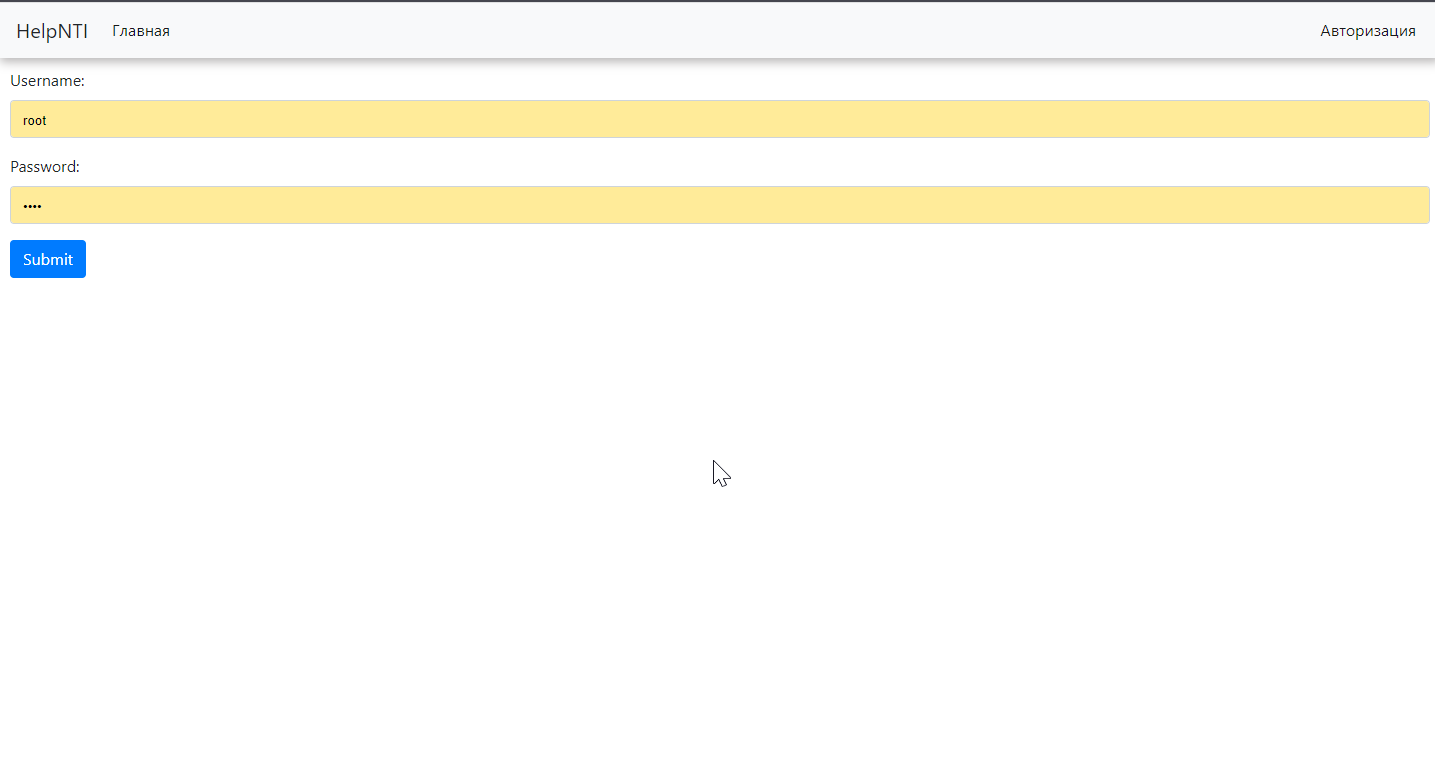 HelpNTI Главная Авторизация
Username:
root
Password:
••••
Submit